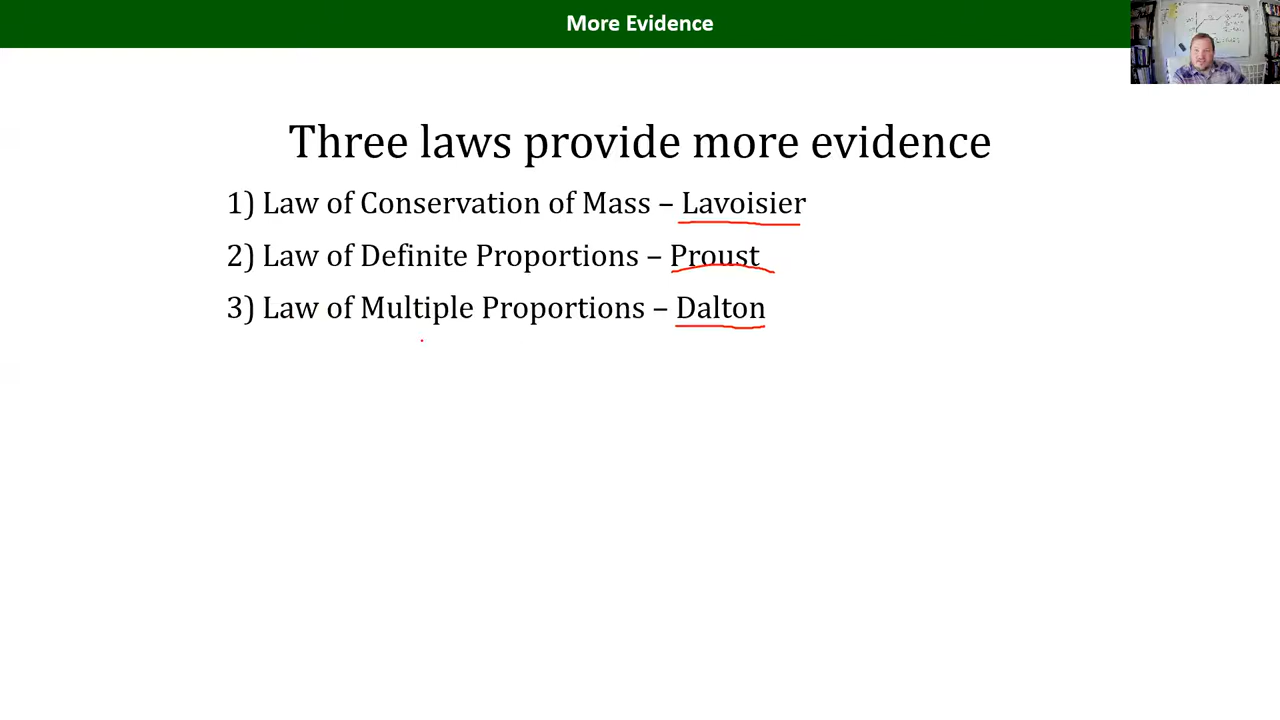 More Evidence
Three laws provide more evidence
1) Law of Conservation of Mass – Lavoisier
2) Law of Definite Proportions – Proust
3) Law of Multiple Proportions – Dalton